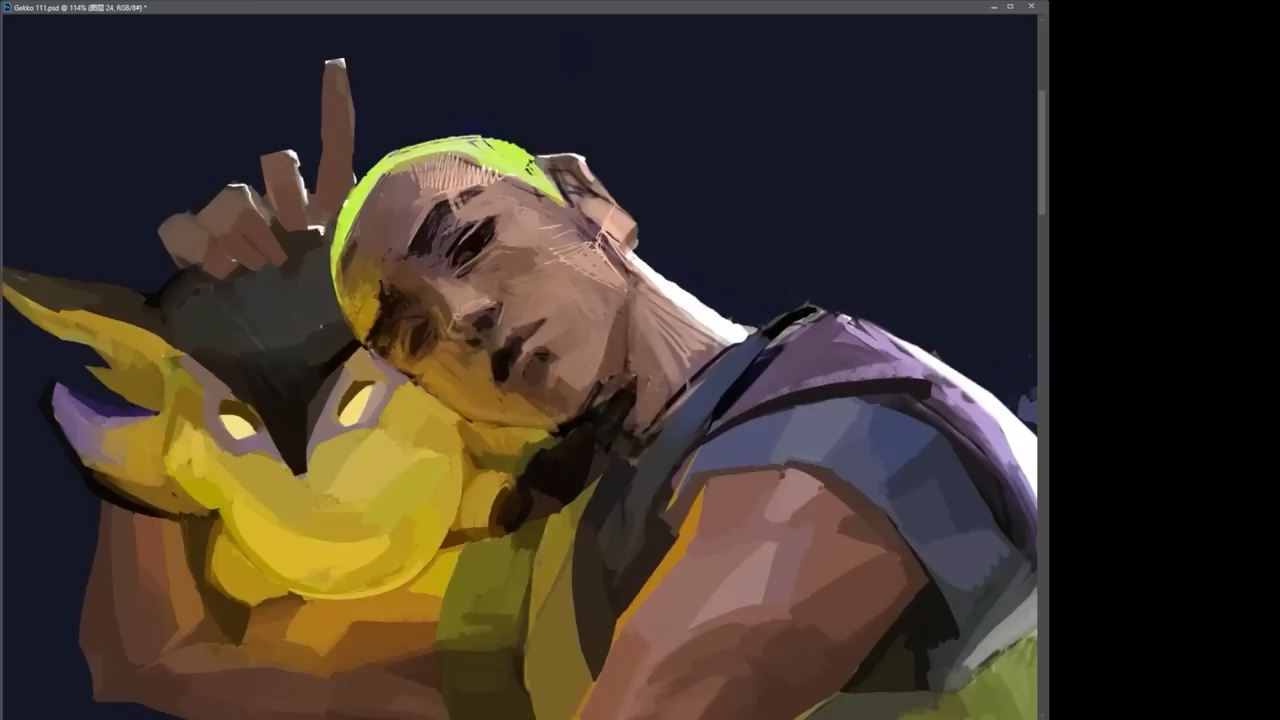 Gekko 111.psd @ 114% (图层 24, RGB/8#) *